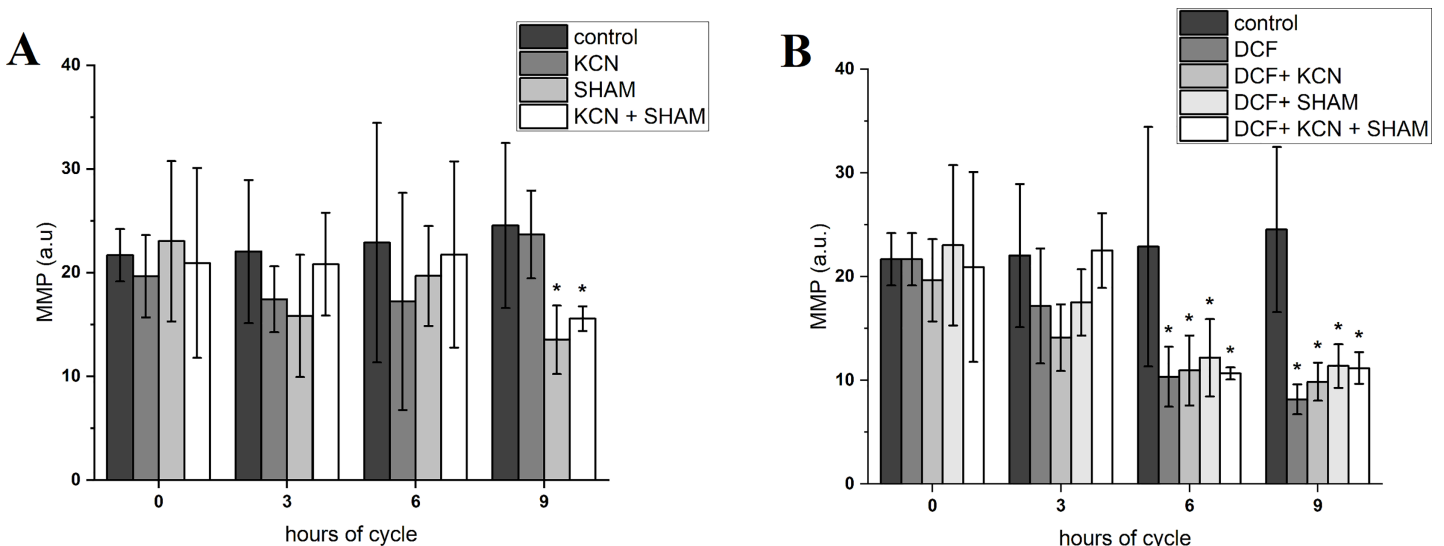 A
control
KCN
SHAM
KCN + SHAM
MMP (a.u)
40
30
20
10
0
* *
0 3 6 9
hours of cycle
B
control
DCF
DCF+ KCN
DCF+ SHAM
DCF+ KCN + SHAM
MMP (a.u.)
40
30
20
10
0
* * * *
* * * *
0 3 6 9
hours of cycle